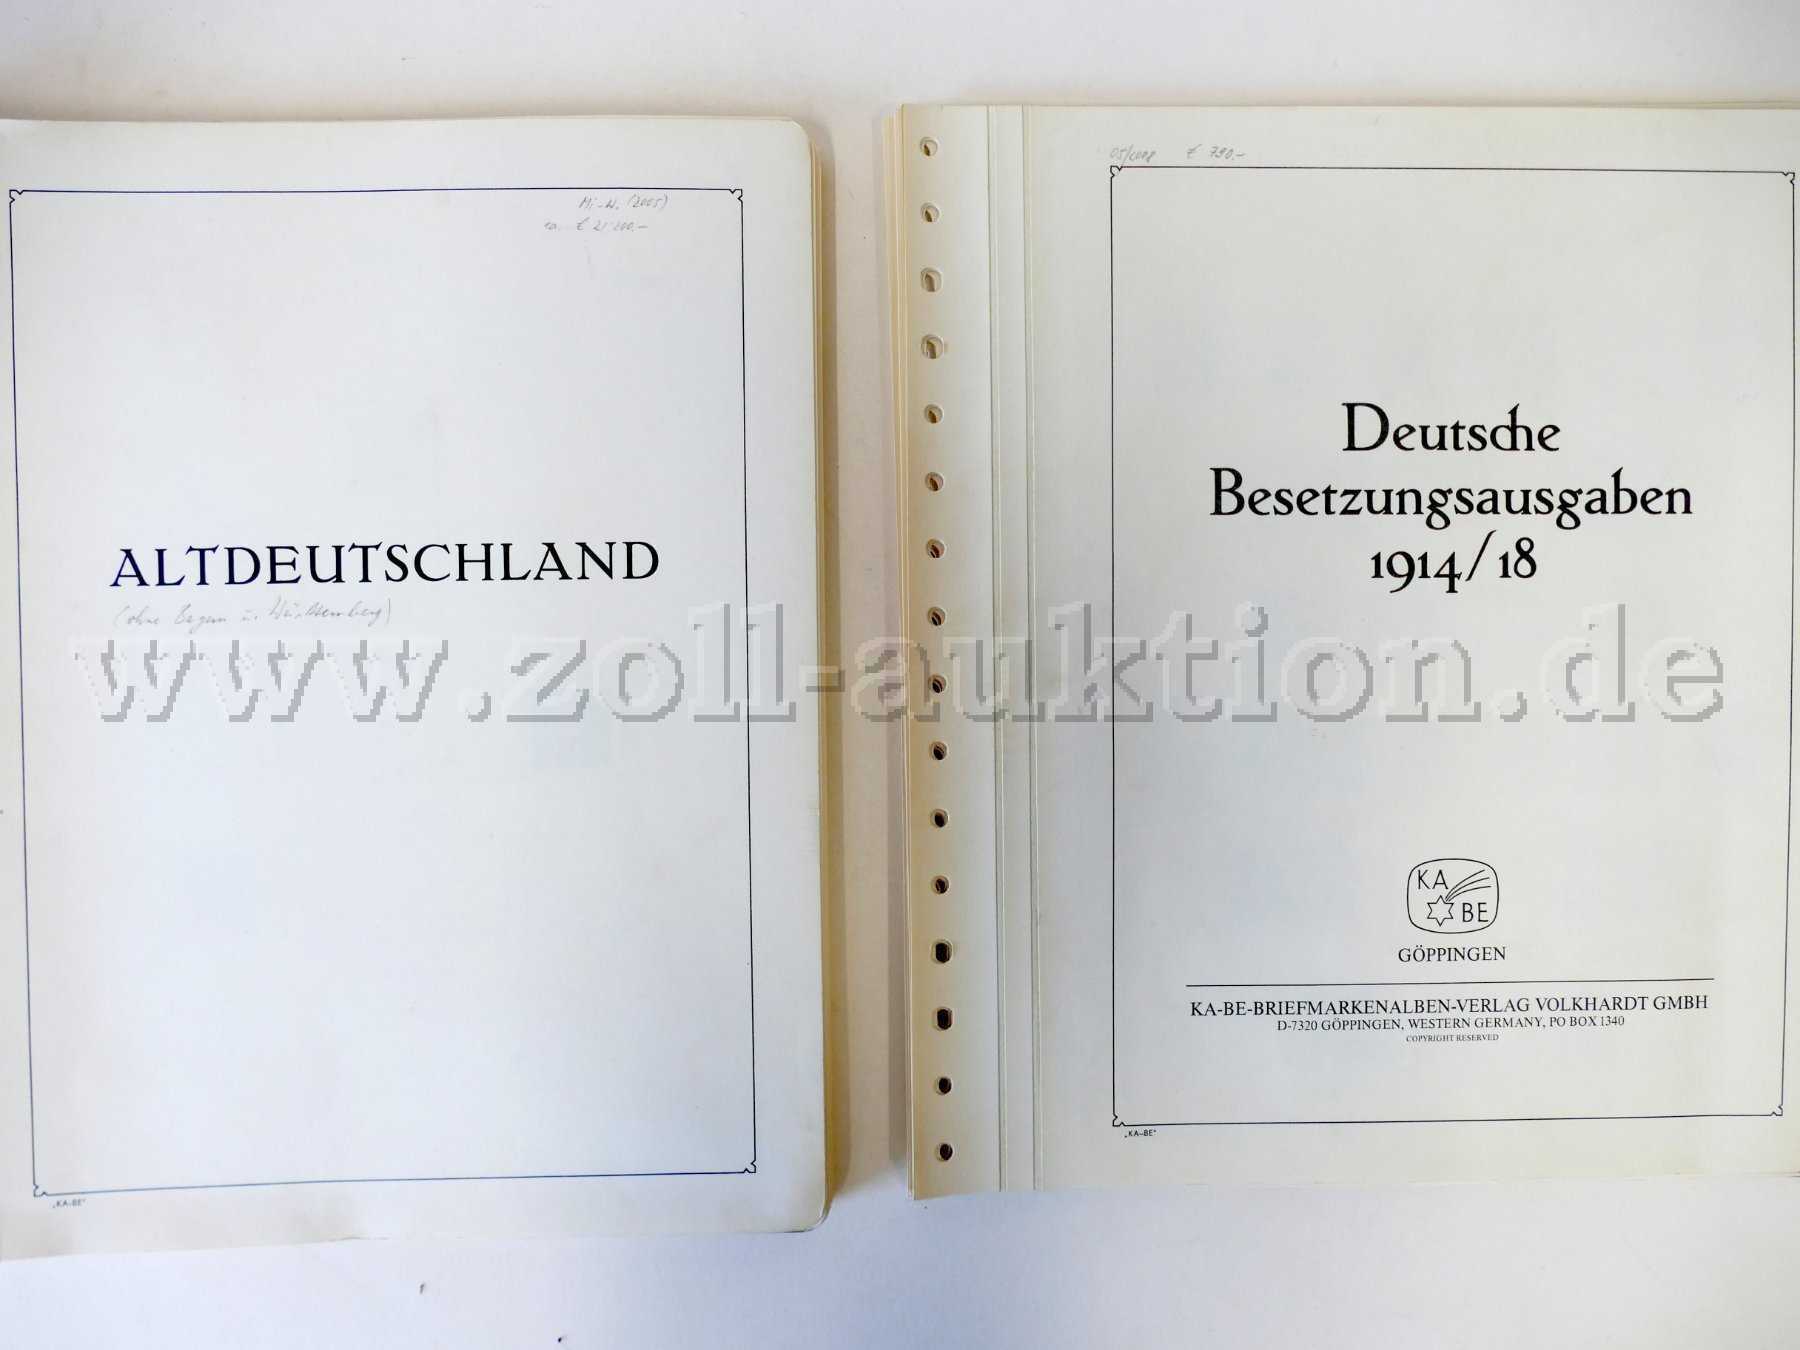 Mi-W. (2005)
ca. € 21'200.-
ALTDEUTSCHLAND
(ohne Bayern u. Württemberg)
„KA-BE“
05/2008 € 790.-
Deutsche
Besetzungsausgaben
1914/18
KA
BE
GÖPPINGEN
KA-BE-BRIEFMARKENALBEN-VERLAG VOLKHARDT GMBH
D-7320 GÖPPINGEN, WESTERN GERMANY, PO BOX 1340
COPYRIGHT RESERVED
„KA-BE“
www.zoll-auktion.de